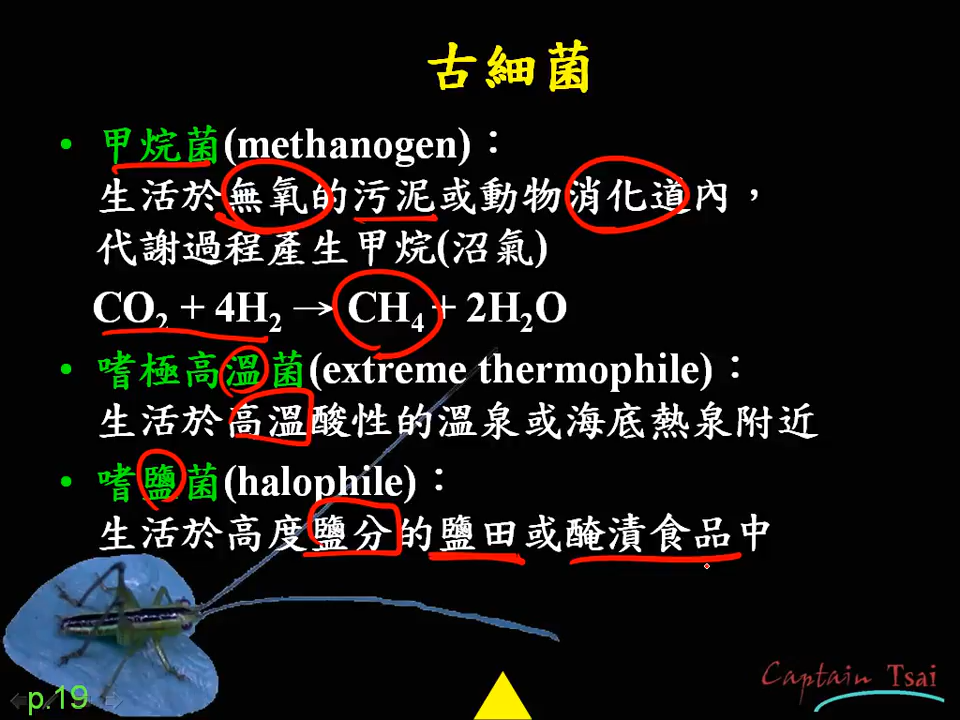 古細菌
• 甲烷菌(methanogen)：
生活於無氧的污泥或動物消化道內，
代謝過程產生甲烷(沼氣)
CO₂ + 4H₂ → CH₄ + 2H₂O
• 嗜極高溫菌(extreme thermophile)：
生活於高溫酸性的溫泉或海底熱泉附近
• 嗜鹽菌(halophile)：
生活於高度鹽分的鹽田或醃漬食品中
p.19
Captain Tsai